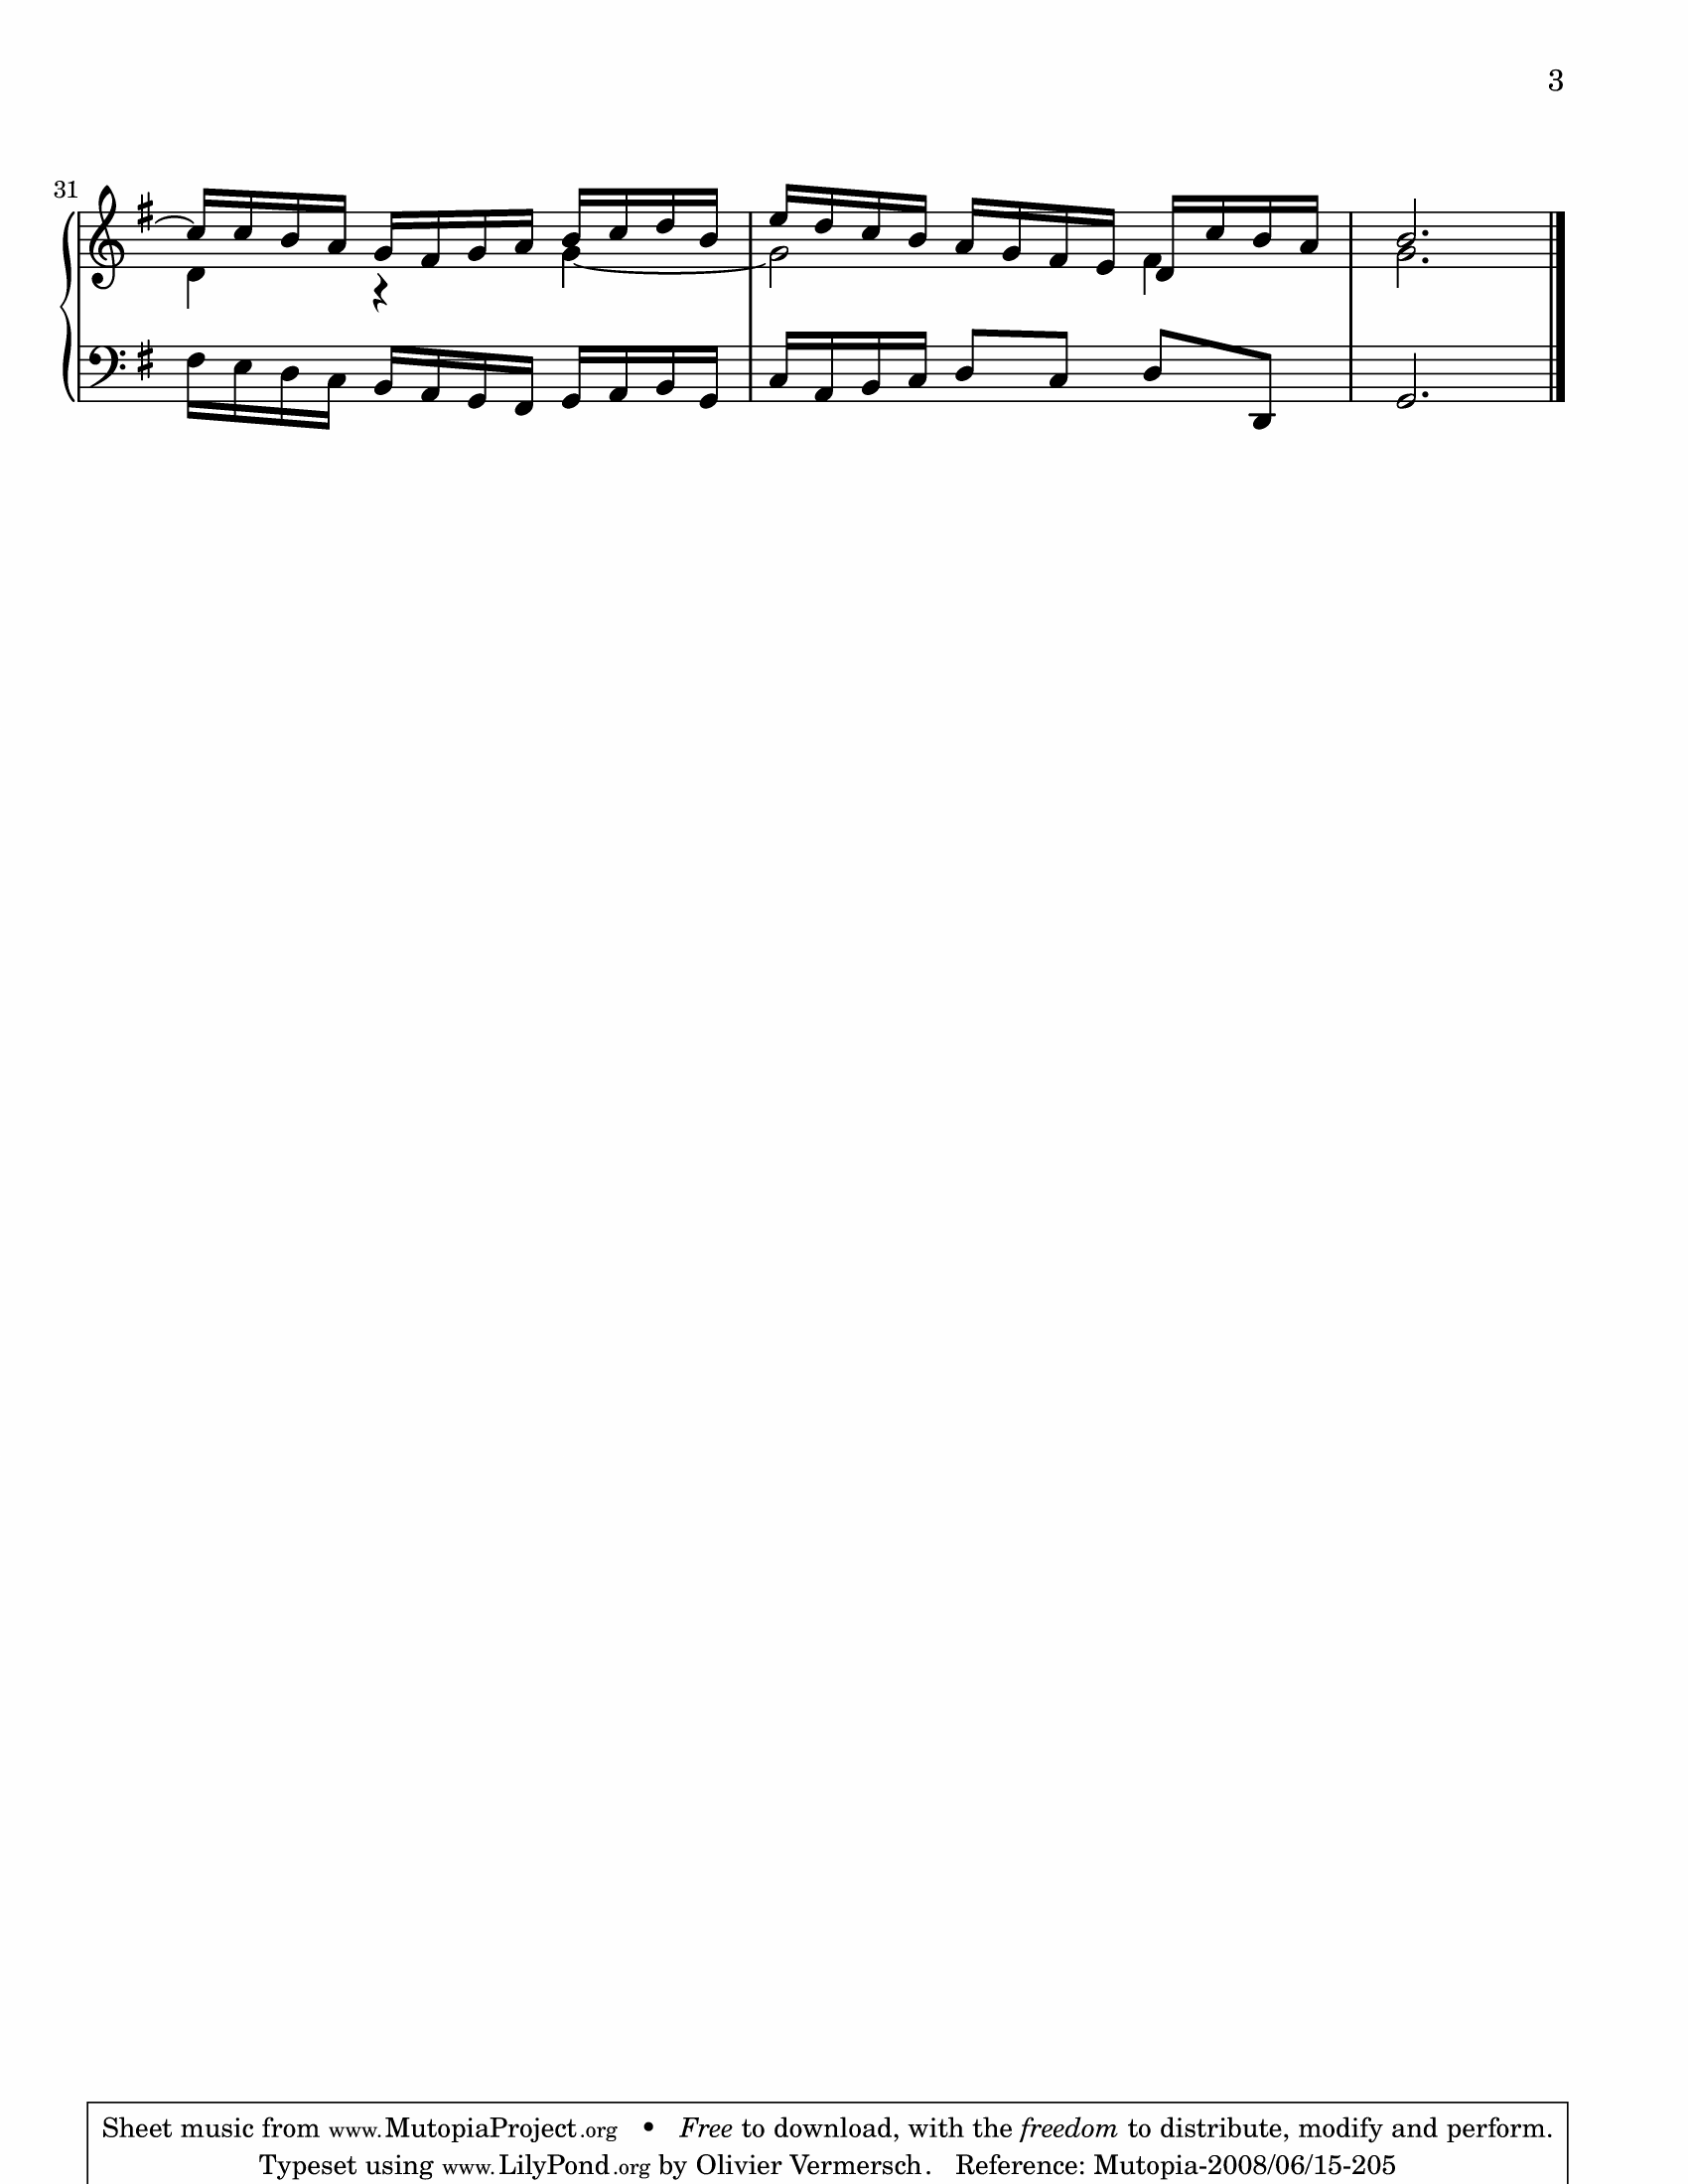 3
31
Sheet music from www.MutopiaProject.org • Free to download, with the freedom to distribute, modify and perform.
Typeset using www.LilyPond.org by Olivier Vermersch. Reference: Mutopia-2008/06/15-205